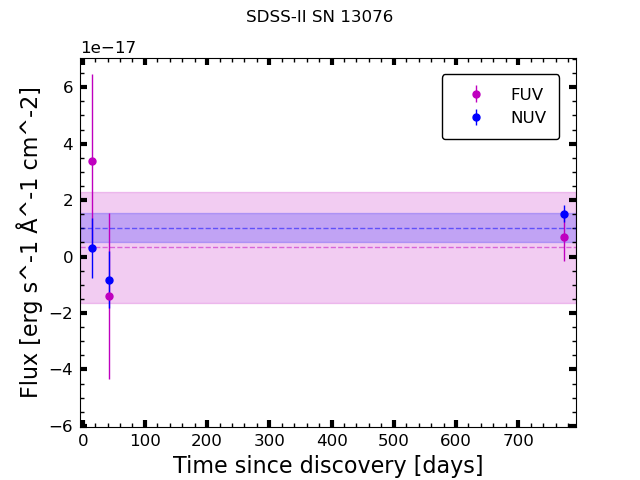 SDSS-II SN 13076
1e−17
FUV
NUV
6
4
2
0
−2
−4
−6
Flux [erg s^-1 Å^-1 cm^-2]
0 100 200 300 400 500 600 700
Time since discovery [days]